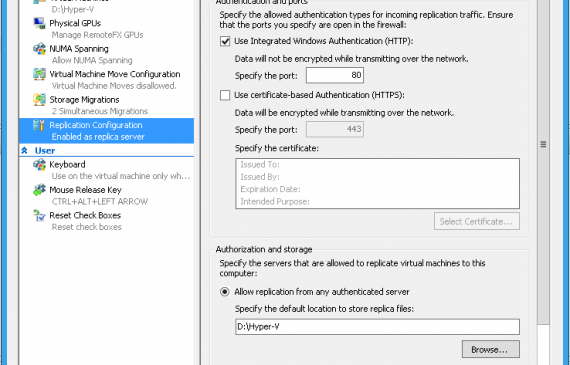 D:\Hyper-V
Physical GPUs
Manage RemoteFX GPUs
NUMA Spanning
Allow NUMA Spanning
Virtual Machine Move Configuration
Virtual Machine Moves disallowed.
Storage Migrations
2 Simultaneous Migrations
Replication Configuration
Enabled as replica server
User
Keyboard
Use on the virtual machine only wh...
Mouse Release Key
CTRL+ALT+LEFT ARROW
Reset Check Boxes
Reset check boxes
Authentication and ports
Specify the allowed authentication types for incoming replication traffic. Ensure
that the ports you specify are open in the firewall:
Use Integrated Windows Authentication (HTTP):
Data will not be encrypted while transmitting over the network.
Specify the port: 80
Use certificate-based Authentication (HTTPS):
Data will be encrypted while transmitting over the network.
Specify the port: 443
Specify the certificate:
Issued To:
Issued By:
Expiration Date:
Intended Purpose:
Select Certificate...
Authorization and storage
Specify the servers that are allowed to replicate virtual machines to this
computer:
Allow replication from any authenticated server
Specify the default location to store replica files:
D:\Hyper-V
Browse...